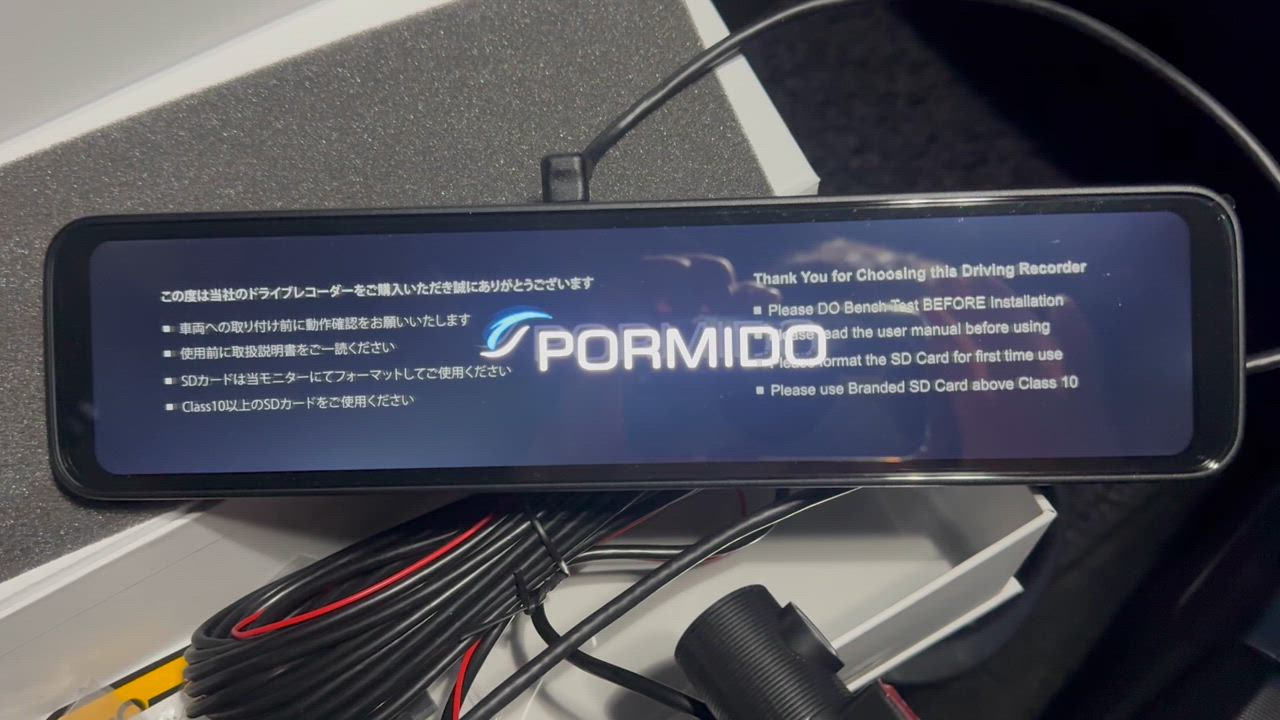 この度は当社のドライブレコーダーをご購入いただき誠にありがとうございます
車両への取り付け前に動作確認をお願いいたします
使用前に取扱説明書をご一読ください
SDカードは当モニターにてフォーマットしてご使用ください
Class10以上のSDカードをご使用ください
PORMIDO
Thank You for Choosing this Driving Recorder
Please DO Bench Test BEFORE Installation
Please read the user manual before using
Please format the SD Card for first time use
Please use Branded SD Card above Class 10